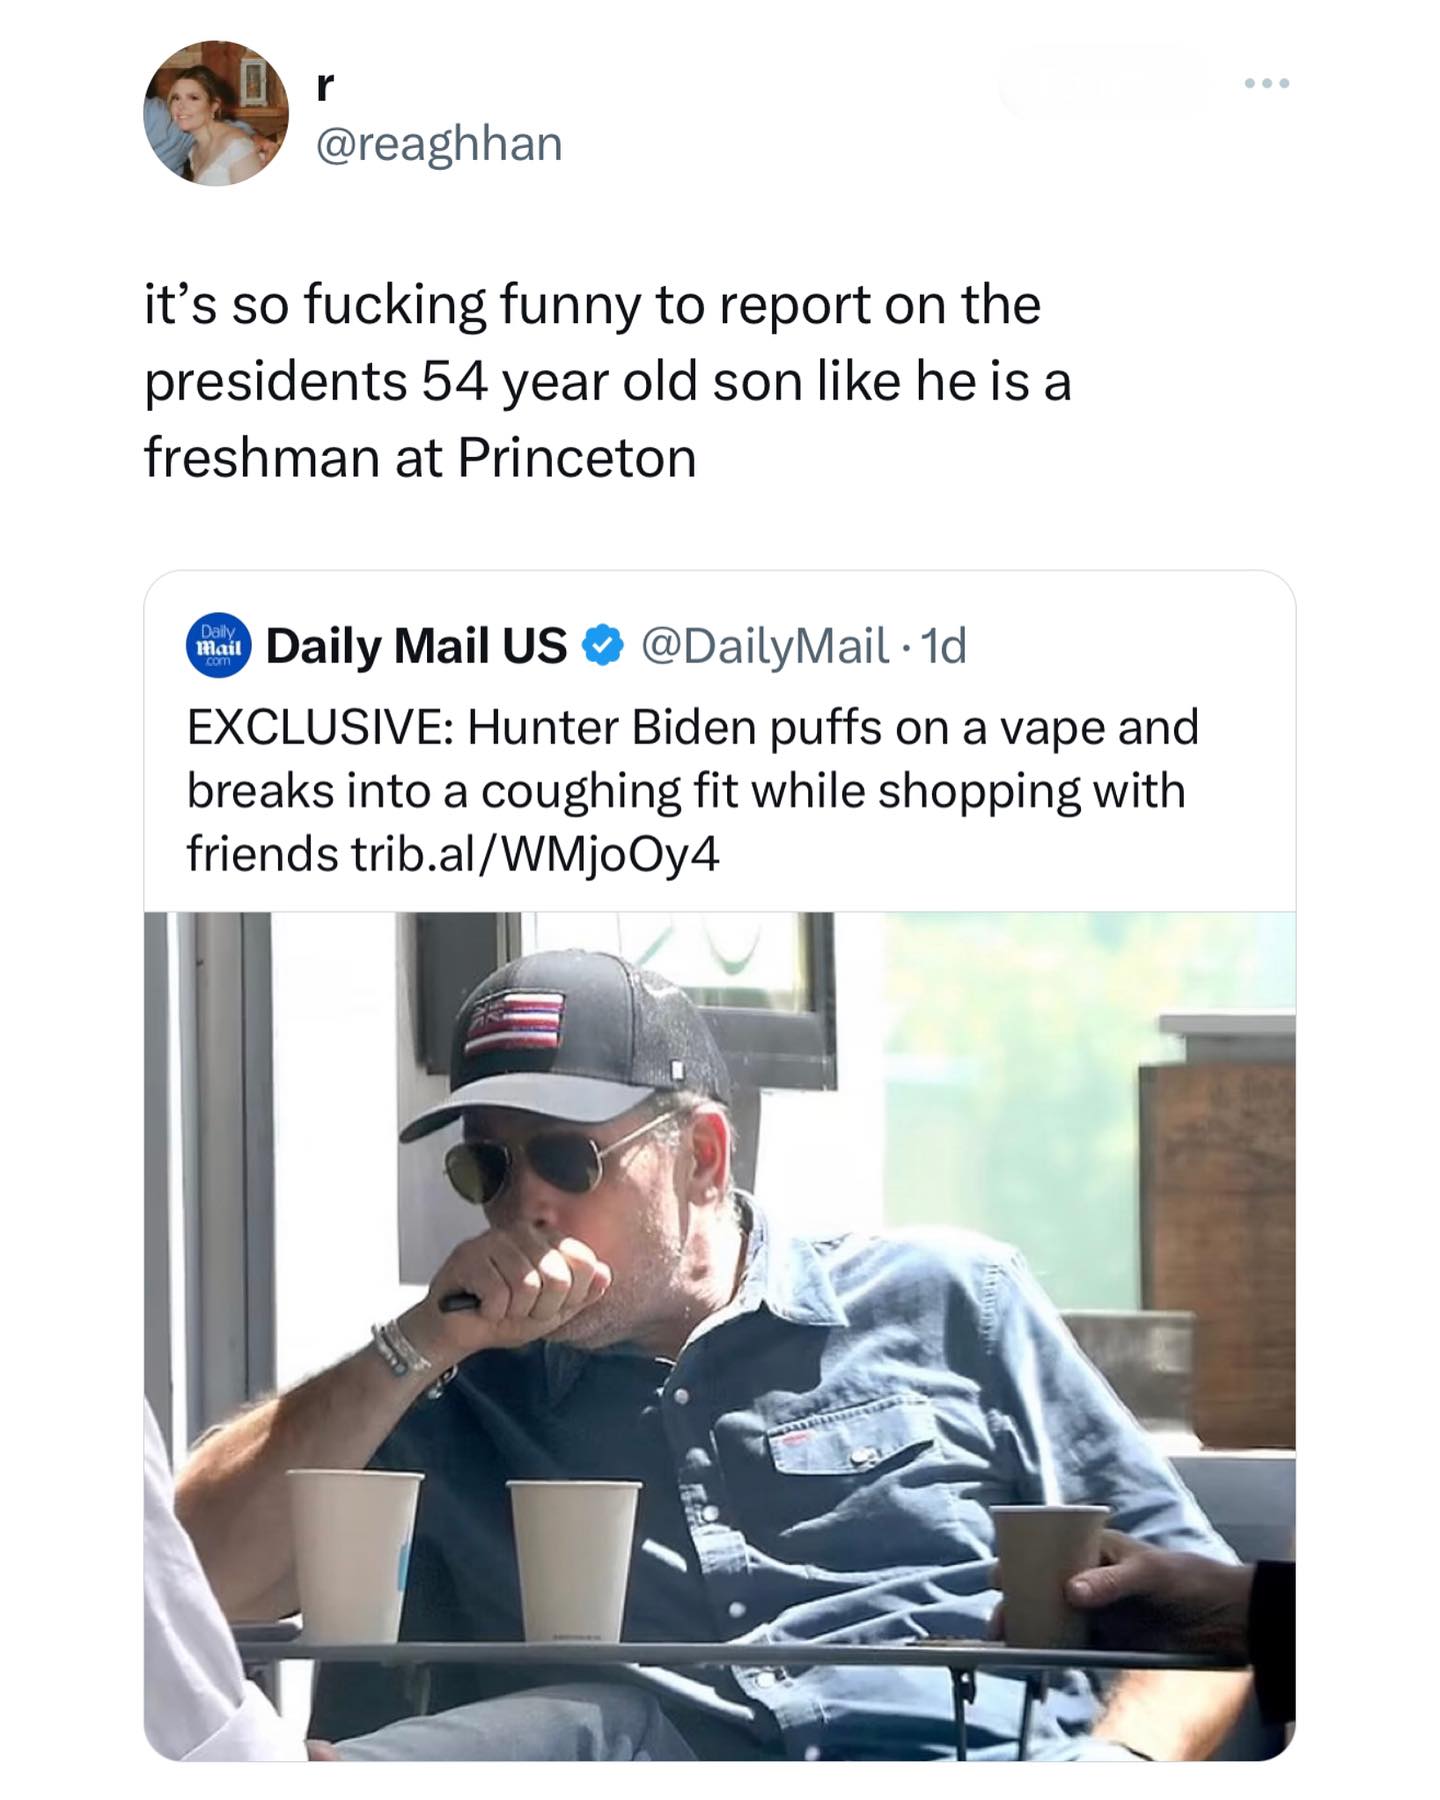 r
@reaghhan
it’s so fucking funny to report on the
presidents 54 year old son like he is a
freshman at Princeton
Daily
Mail
.com
Daily Mail US @DailyMail · 1d
EXCLUSIVE: Hunter Biden puffs on a vape and
breaks into a coughing fit while shopping with
friends trib.al/WMjoOy4